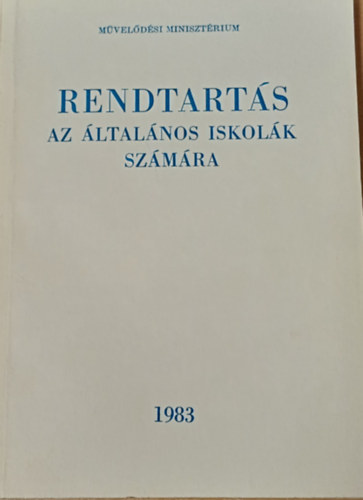 MŰVELŐDÉSI MINISZTÉRIUM
RENDTARTÁS
AZ ÁLTALÁNOS ISKOLÁK
SZÁMÁRA
1983